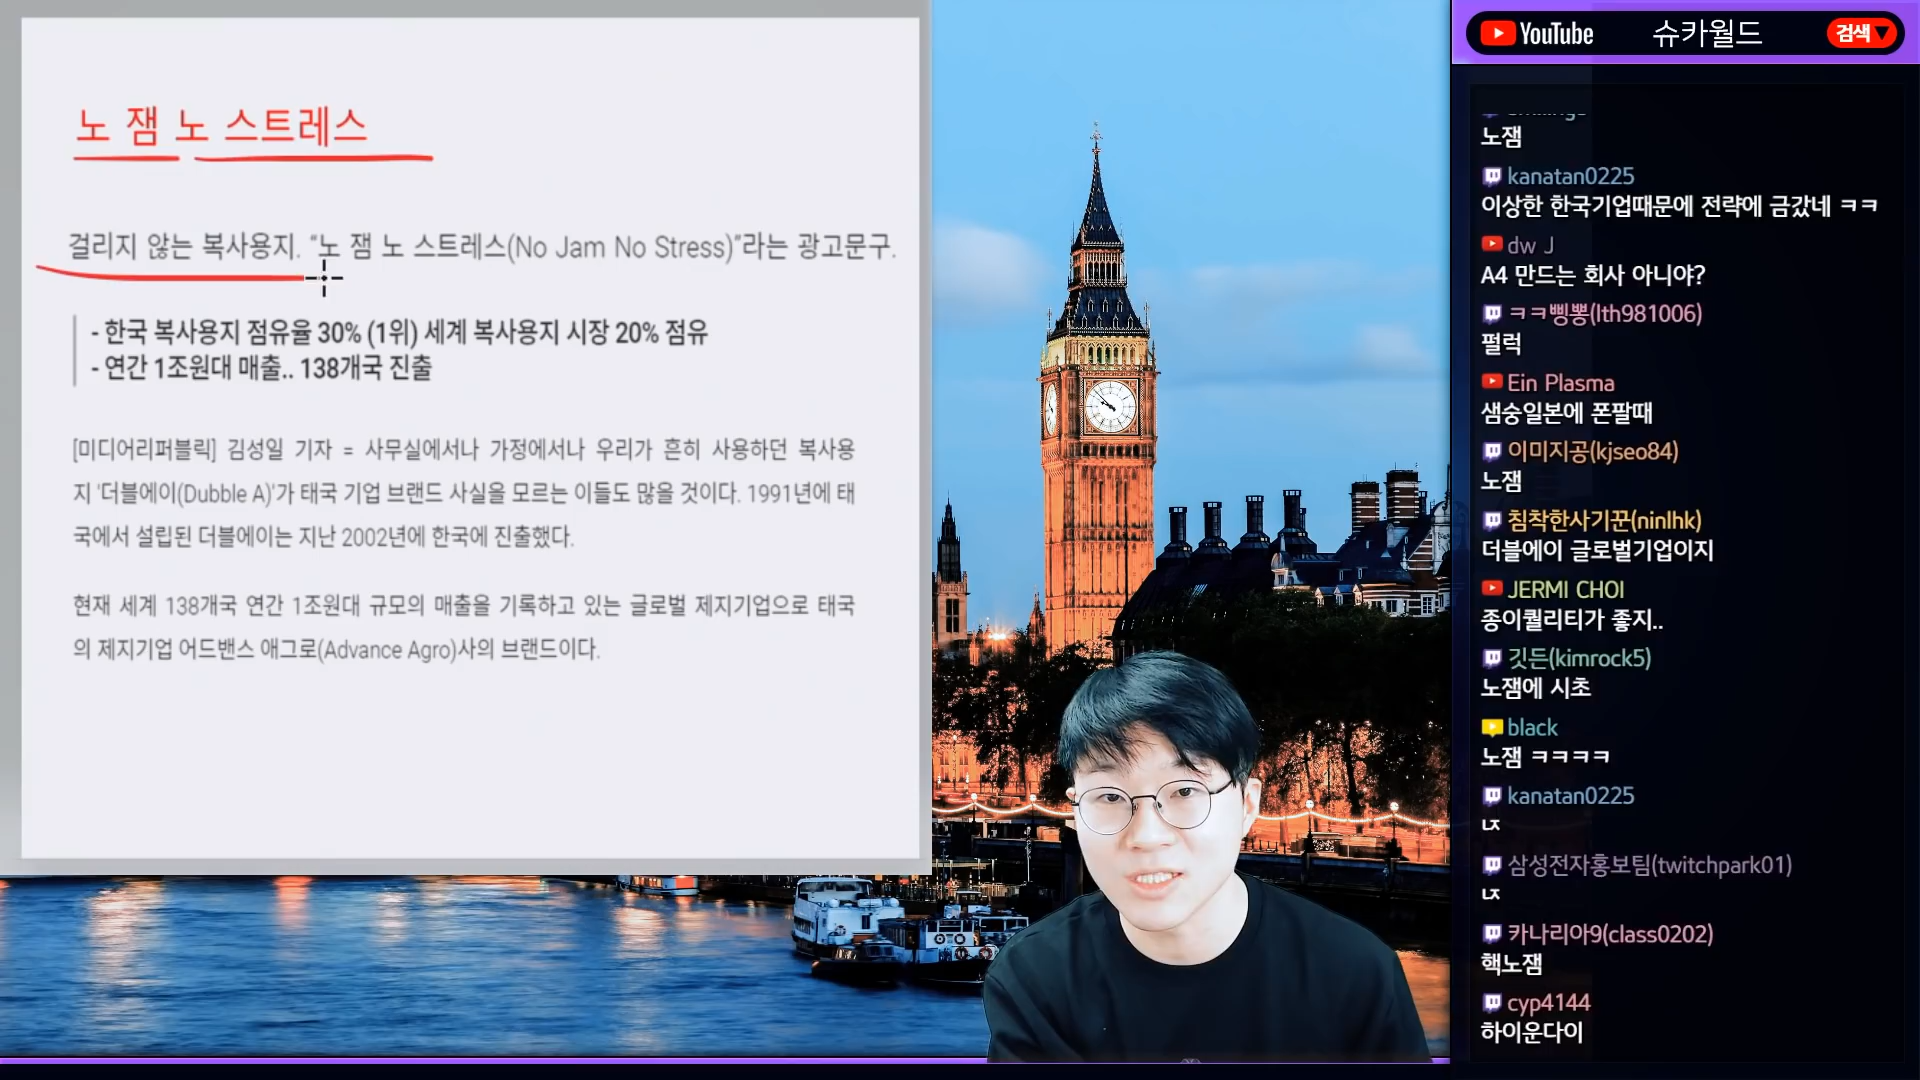 노 잼 노 스트레스
걸리지 않는 복사용지. “노 잼 노 스트레스(No Jam No Stress)”라는 광고문구.
- 한국 복사용지 점유율 30% (1위) 세계 복사용지 시장 20% 점유
- 연간 1조원대 매출.. 138개국 진출
[미디어리퍼블릭] 김성일 기자 = 사무실에서나 가정에서나 우리가 흔히 사용하던 복사용
지 '더블에이(Dubble A)'가 태국 기업 브랜드 사실을 모르는 이들도 많을 것이다. 1991년에 태
국에서 설립된 더블에이는 지난 2002년에 한국에 진출했다.
현재 세계 138개국 연간 1조원대 규모의 매출을 기록하고 있는 글로벌 제지기업으로 태국
의 제지기업 어드밴스 애그로(Advance Agro)사의 브랜드이다.
YouTube 슈카월드 검색▼
노잼
kanatan0225
이상한 한국기업때문에 전략에 금갔네 ㅋㅋ
dw J
A4 만드는 회사 아니야?
ㅋㅋ삥뽕(lth981006)
펄럭
Ein Plasma
샘숭일본에 폰팔때
이미지공(kjseo84)
노잼
침착한사기꾼(ninlhk)
더블에이 글로벌기업이지
JERMI CHOI
종이퀄리티가 좋지..
깃든(kimrock5)
노잼에 시초
black
노잼 ㅋㅋㅋㅋ
kanatan0225
ㄴㅈ
삼성전자홍보팀(twitchpark01)
ㄴㅈ
카나리아9(class0202)
핵노잼
cyp4144
하이운다이